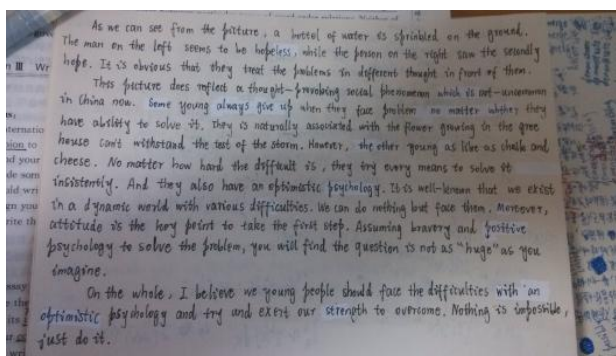 As we can see from the picture, a bottel of water is sprinkled on the ground.
The man on the left seems to be hopeless, while the person on the right saw the secondly
hope. It is obvious that they treat the problems in different thought in front of them.
This picture does reflect a thought-provoking social phenomenon which is not-uncommon
in China now. Some young always give up when they face problem no matter whther they
have ability to solve it. They is naturally associated with the flower growing in the gree
house can't withstand the test of the storm. However, the other young as like as chalk and
cheese. No matter how hard the difficult is, they try every means to solve it
insistently. And they also have an optimistic psychology. It is well-known that we exist
in a dynamic world with various difficulties. We can do nothing but face them. Moreover,
attitude is the key point to take the first step. Assuming bravery and positive
psychology to solve the problem, you will find the question is not as "huge" as you
imagine.
On the whole, I believe we young people should face the difficulties with an
optimistic psychology and try and exert our strength to overcome. Nothing is impossible,
just do it.